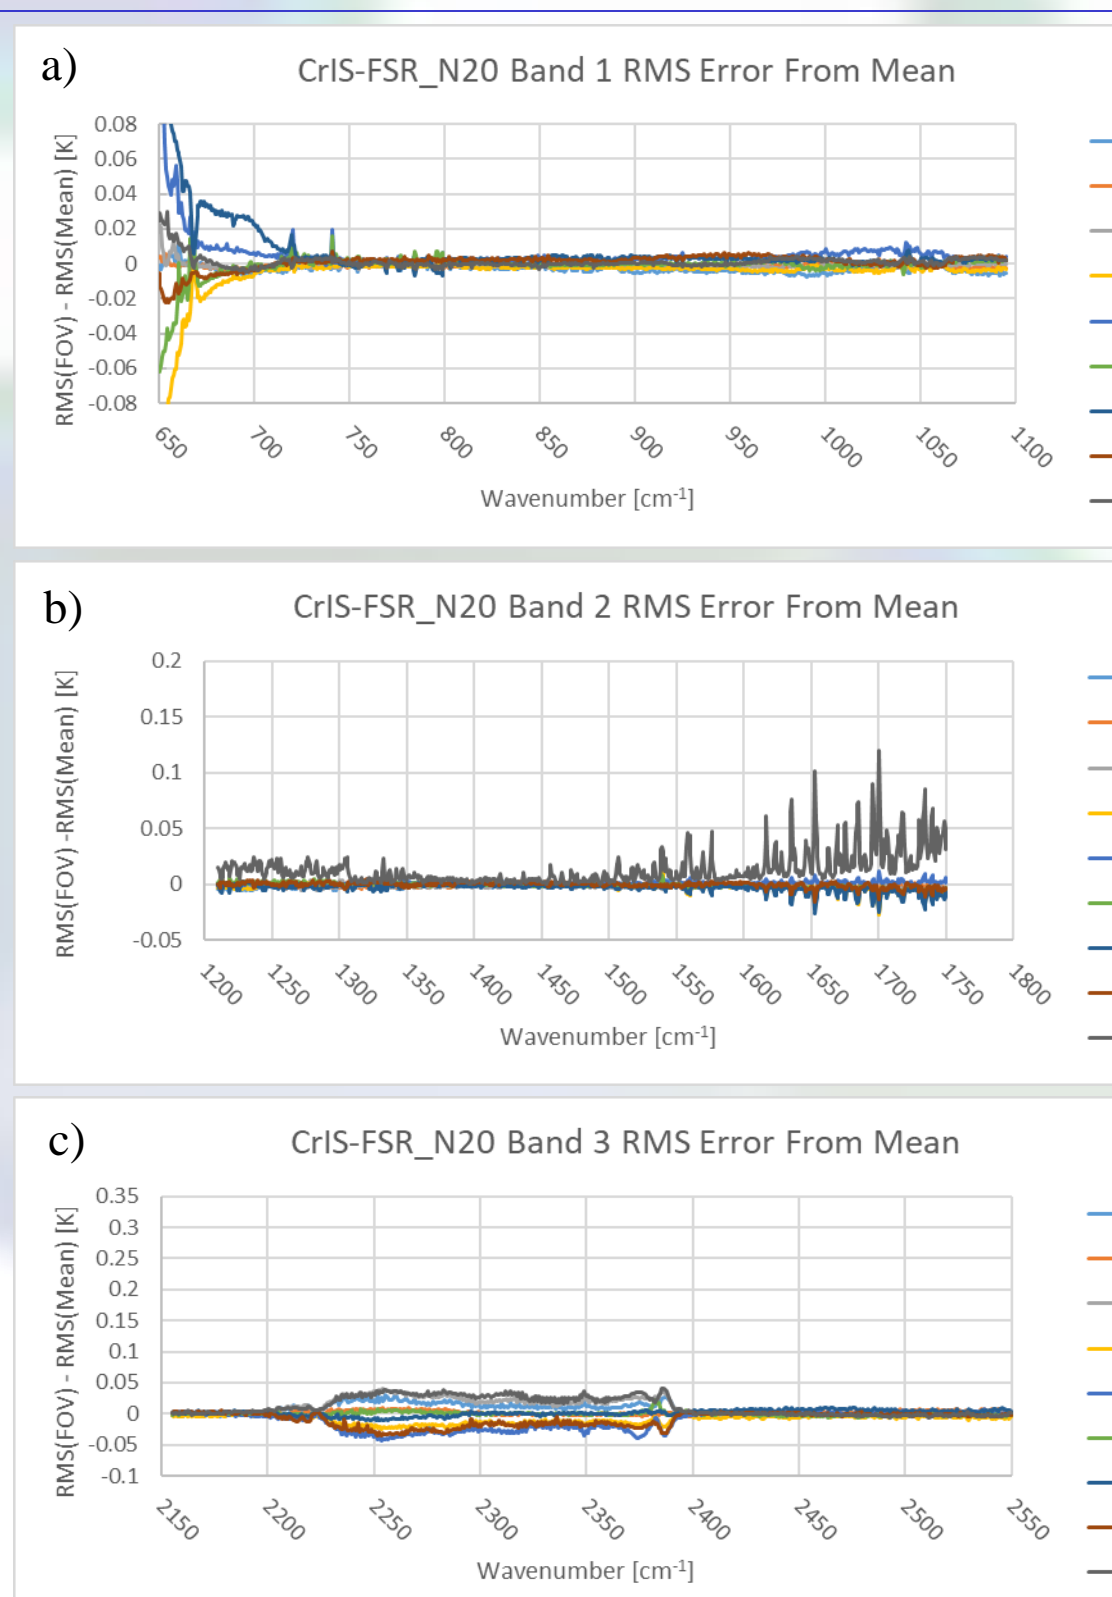 a)
CrIS-FSR_N20 Band 1 RMS Error From Mean
RMS(FOV) - RMS(Mean) [K]
0.08
0.06
0.04
0.02
0
-0.02
-0.04
-0.06
-0.08
650 700 750 800 850 900 950 1000 1050 1100
Wavenumber [cm⁻¹]
b)
CrIS-FSR_N20 Band 2 RMS Error From Mean
RMS(FOV) -RMS(Mean) [K]
0.2
0.15
0.1
0.05
0
-0.05
1200 1250 1300 1350 1400 1450 1500 1550 1600 1650 1700 1750 1800
Wavenumber [cm⁻¹]
c)
CrIS-FSR_N20 Band 3 RMS Error From Mean
RMS(FOV) - RMS(Mean) [K]
0.35
0.3
0.25
0.2
0.15
0.1
0.05
0
-0.05
-0.1
2150 2200 2250 2300 2350 2400 2450 2500 2550
Wavenumber [cm⁻¹]